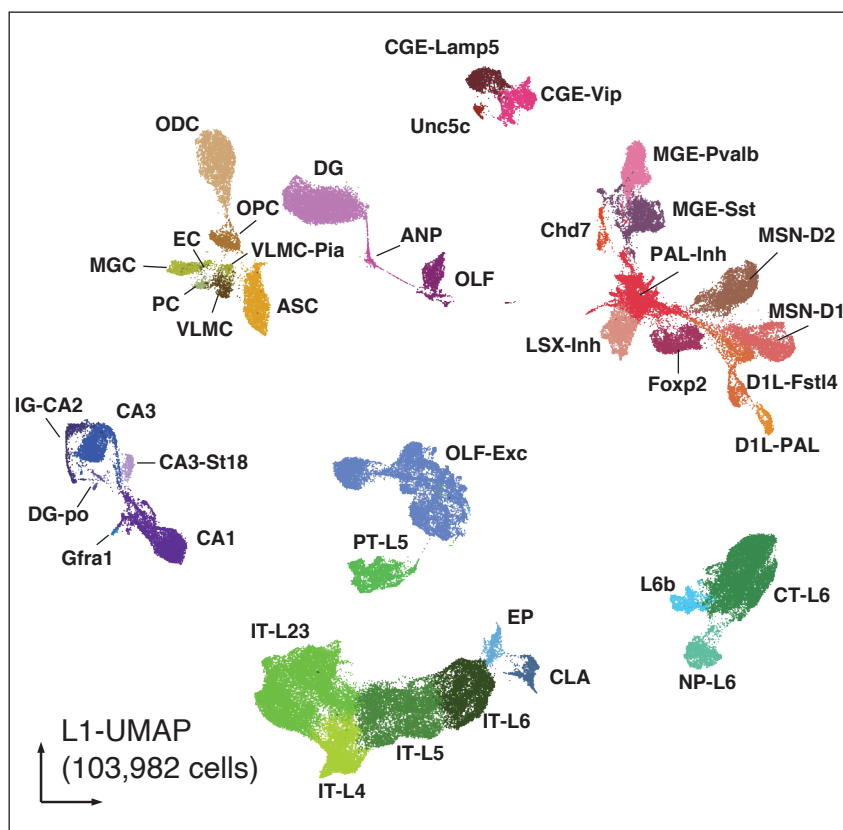 CGE-Lamp5
CGE-Vip
Unc5c
ODC
DG
MGE-Pvalb
OPC
MGE-Sst
EC
VLMC-Pia
ANP
Chd7
MSN-D2
MGC
PAL-Inh
PC
OLF
VLMC
ASC
MSN-D1
LSX-Inh
Foxp2
D1L-Fstl4
IG-CA2
CA3
D1L-PAL
CA3-St18
OLF-Exc
DG-po
Gfra1
CA1
PT-L5
L6b
CT-L6
EP
IT-L23
CLA
NP-L6
IT-L6
L1-UMAP
IT-L5
(103,982 cells)
IT-L4